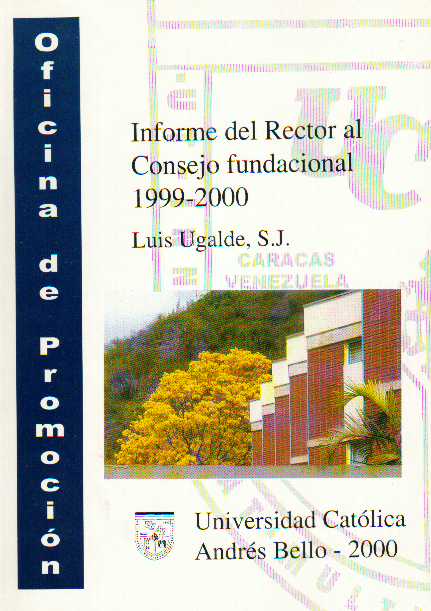 Oficina de Promoción
Informe del Rector al
Consejo fundacional
1999-2000
Luis Ugalde, S.J.
CARACAS
VENEZUELA
Universidad Católica
Andrés Bello - 2000